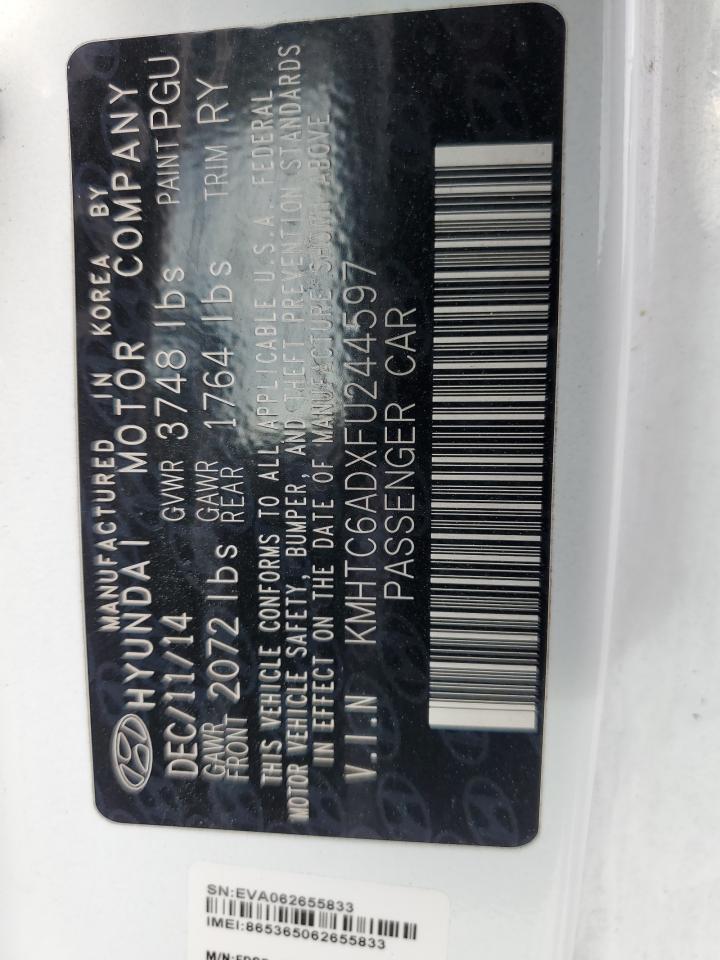 MANUFACTURED IN KOREA BY
HYUNDAI MOTOR COMPANY
DEC/11/14 GVWR 3748 lbs PAINT PGU
GAWR FRONT 2072 lbs GAWR REAR 1764 lbs TRIM RY
THIS VEHICLE CONFORMS TO ALL APPLICABLE U.S.A. FEDERAL
MOTOR VEHICLE SAFETY, BUMPER, AND THEFT PREVENTION STANDARDS
IN EFFECT ON THE DATE OF MANUFACTURE SHOWN ABOVE
V.I.N KMHTC6ADXFU244597
PASSENGER CAR
SN:EVA062655833
IMEI:865365062655833